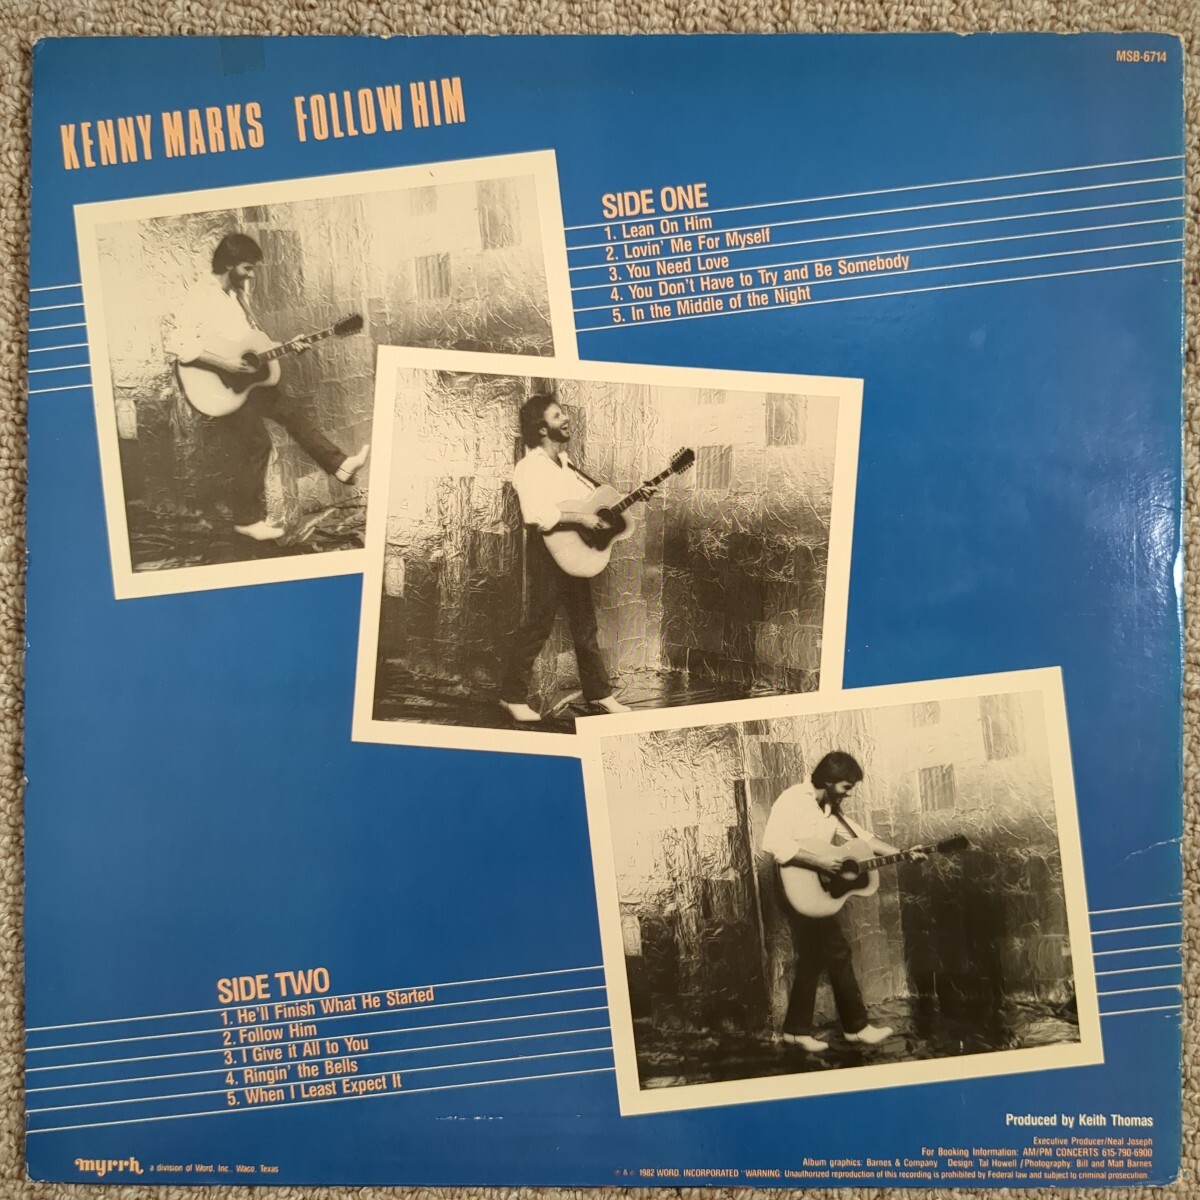 MSB-6714
KENNY MARKS FOLLOW HIM
SIDE ONE
1. Lean On Him
2. Lovin' Me For Myself
3. You Need Love
4. You Don't Have to Try and Be Somebody
5. In the Middle of the Night
SIDE TWO
1. He'll Finish What He Started
2. Follow Him
3. I Give it All to You
4. Ringin' the Bells
5. When I Least Expect It
Produced by Keith Thomas
Executive Producer/Neal Joseph
For Booking Information: AM/PM CONCERTS 615-790-6900
Album graphics: Barnes & Company Design: Tal Howell / Photography: Bill and Matt Barnes
℗ & © 1982 WORD, INCORPORATED "WARNING: Unauthorized reproduction of this recording is prohibited by Federal law and subject to criminal prosecution.
myrrh a division of Word, Inc., Waco, Texas